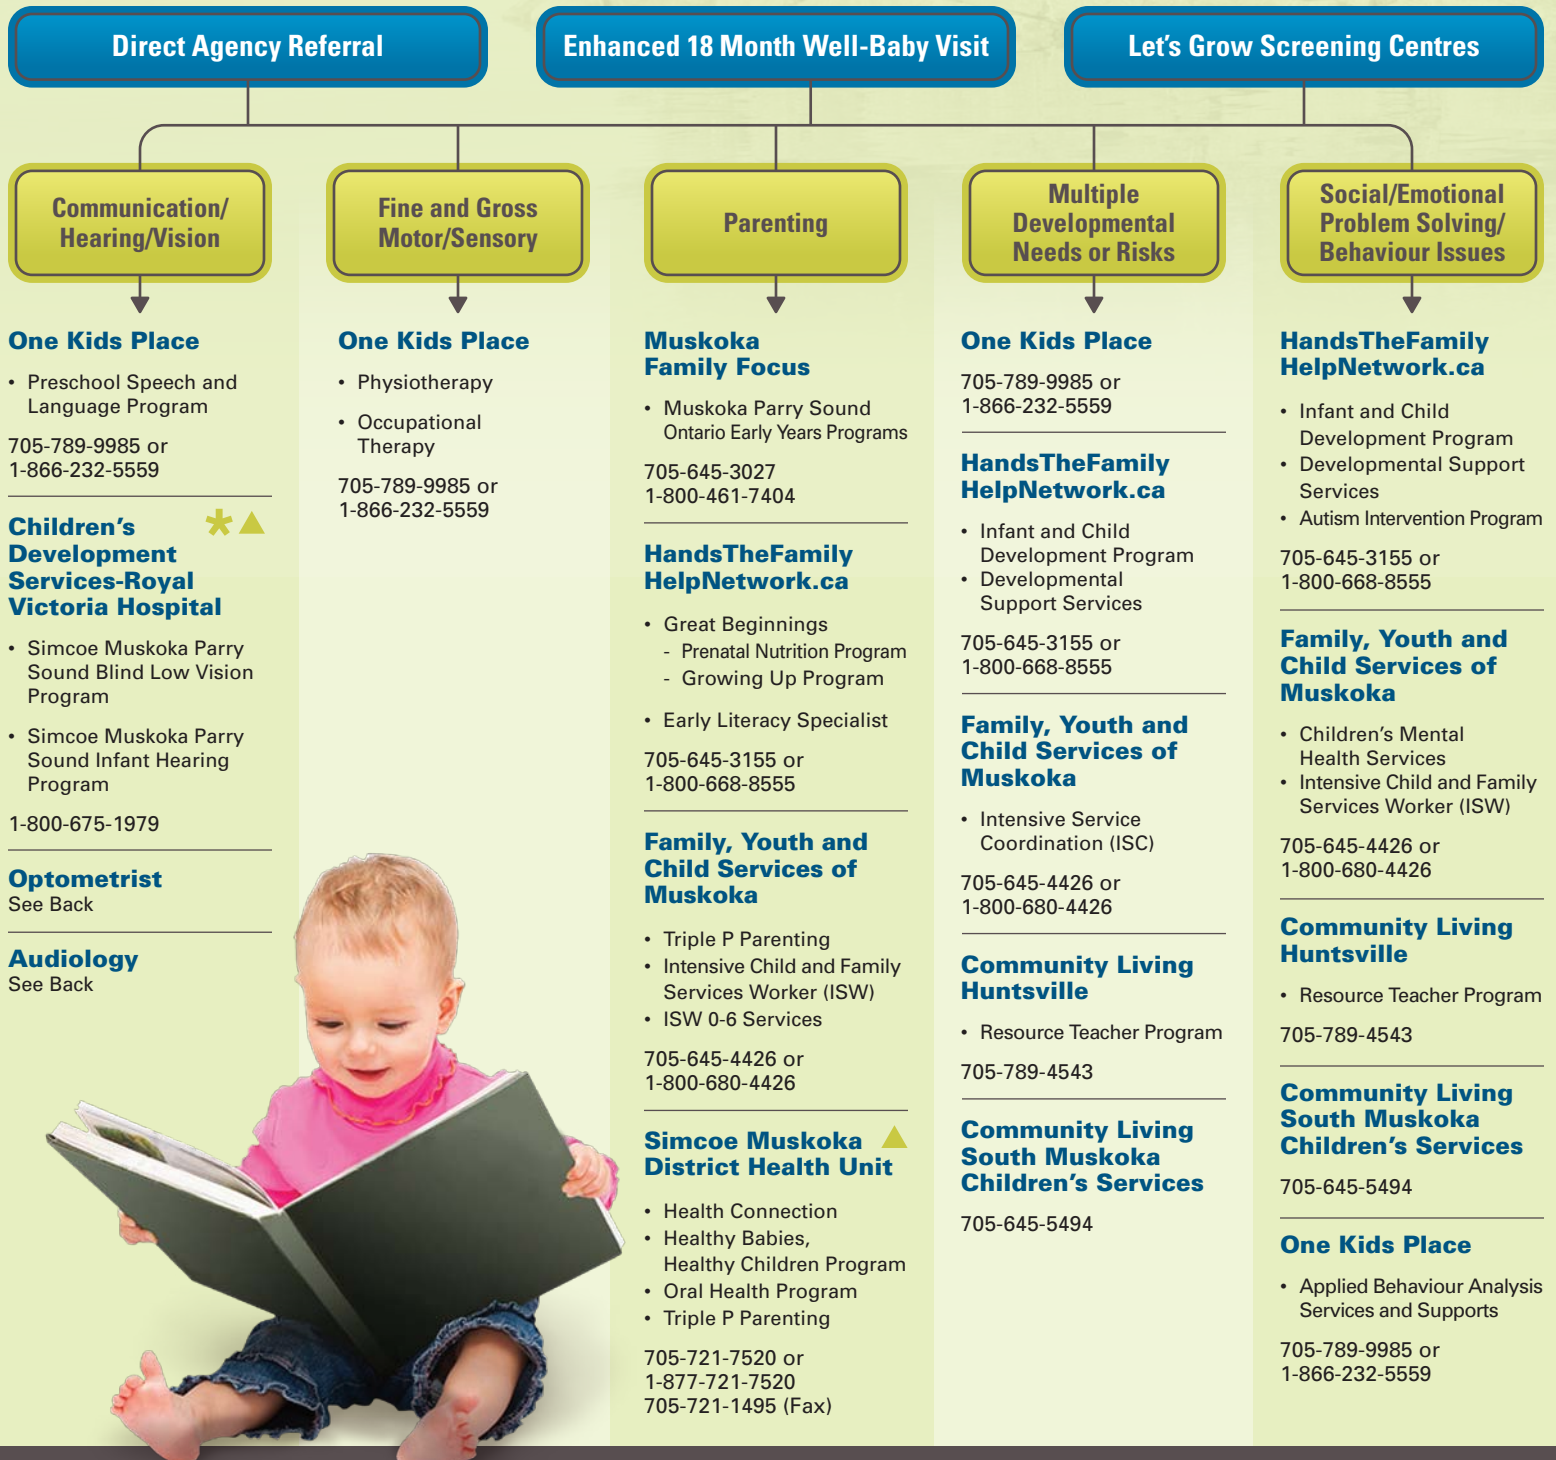 Direct Agency Referral
Enhanced 18 Month Well-Baby Visit
Let's Grow Screening Centres
Communication/
Hearing/Vision
One Kids Place
• Preschool Speech and
Language Program
705-789-9985 or
1-866-232-5559
Children's
Development
Services-Royal
Victoria Hospital
• Simcoe Muskoka Parry
Sound Blind Low Vision
Program
• Simcoe Muskoka Parry
Sound Infant Hearing
Program
1-800-675-1979
Optometrist
See Back
Audiology
See Back
Fine and Gross
Motor/Sensory
One Kids Place
• Physiotherapy
• Occupational
Therapy
705-789-9985 or
1-866-232-5559
Parenting
Muskoka
Family Focus
• Muskoka Parry Sound
Ontario Early Years Programs
705-645-3027
1-800-461-7404
HandsTheFamily
HelpNetwork.ca
• Great Beginnings
- Prenatal Nutrition Program
- Growing Up Program
• Early Literacy Specialist
705-645-3155 or
1-800-668-8555
Family, Youth and
Child Services of
Muskoka
• Triple P Parenting
• Intensive Child and Family
Services Worker (ISW)
• ISW 0-6 Services
705-645-4426 or
1-800-680-4426
Simcoe Muskoka
District Health Unit
• Health Connection
• Healthy Babies,
Healthy Children Program
• Oral Health Program
• Triple P Parenting
705-721-7520 or
1-877-721-7520
705-721-1495 (Fax)
Multiple
Developmental
Needs or Risks
One Kids Place
705-789-9985 or
1-866-232-5559
HandsTheFamily
HelpNetwork.ca
• Infant and Child
Development Program
• Developmental
Support Services
705-645-3155 or
1-800-668-8555
Family, Youth and
Child Services of
Muskoka
• Intensive Service
Coordination (ISC)
705-645-4426 or
1-800-680-4426
Community Living
Huntsville
• Resource Teacher Program
705-789-4543
Community Living
South Muskoka
Children's Services
705-645-5494
Social/Emotional
Problem Solving/
Behaviour Issues
HandsTheFamily
HelpNetwork.ca
• Infant and Child
Development Program
• Developmental Support
Services
• Autism Intervention Program
705-645-3155 or
1-800-668-8555
Family, Youth and
Child Services of
Muskoka
• Children's Mental
Health Services
• Intensive Child and Family
Services Worker (ISW)
705-645-4426 or
1-800-680-4426
Community Living
Huntsville
• Resource Teacher Program
705-789-4543
Community Living
South Muskoka
Children's Services
705-645-5494
One Kids Place
• Applied Behaviour Analysis
Services and Supports
705-789-9985 or
1-866-232-5559